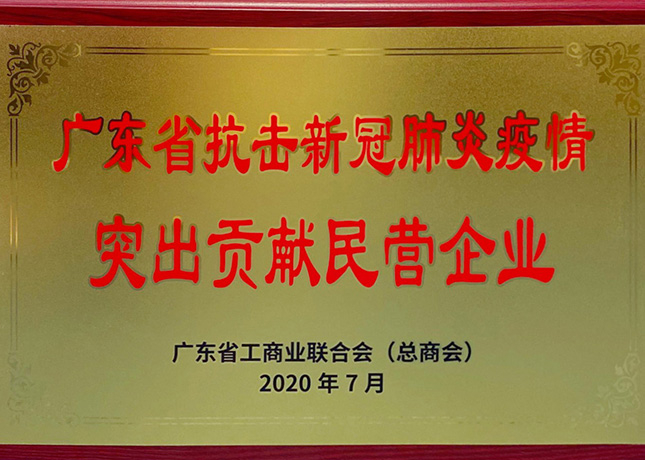 广东省抗击新冠肺炎疫情
突出贡献民营企业
广东省工商业联合会（总商会）
2020年7月